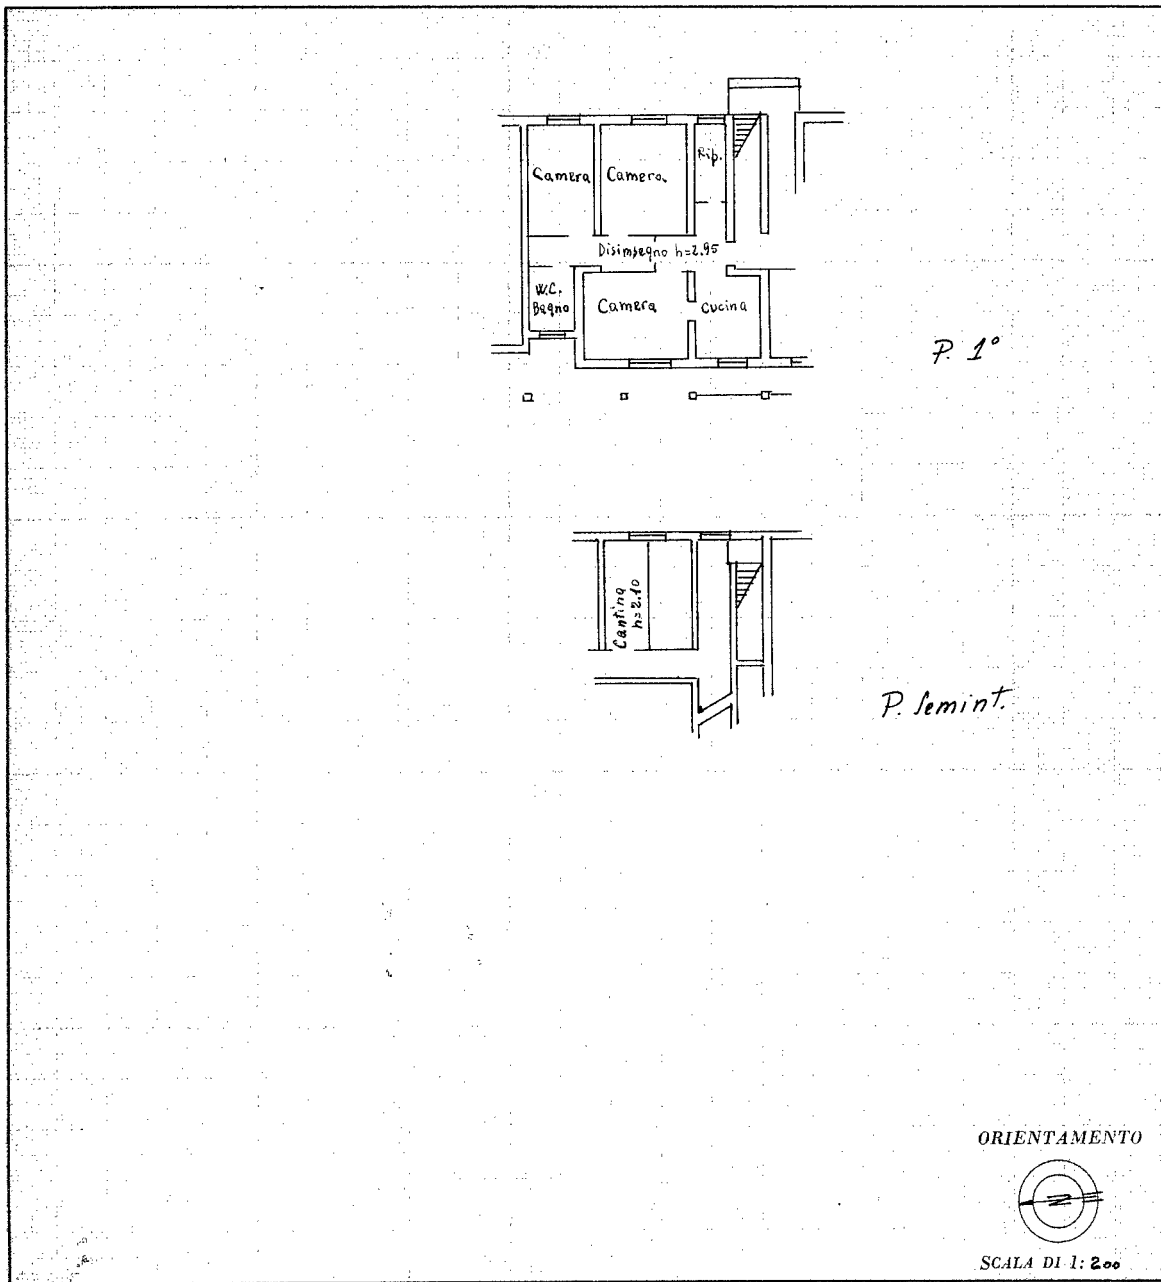 Camera
Camera
Rip.
Disimpegno h=2.95
W.C.
Bagno
Camera
Cucina
P. 1°
Cantina
h=2.10
P. Semint.
ORIENTAMENTO
N
SCALA DI 1: 200